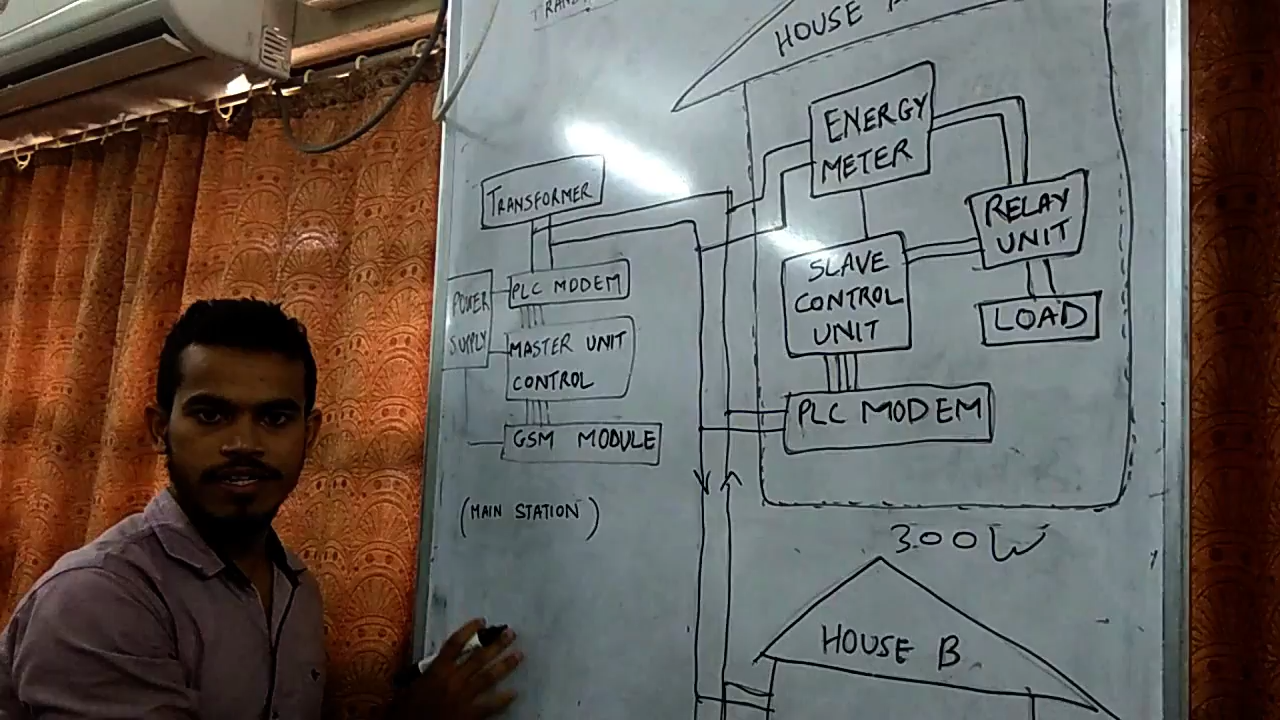 HOUSE
TRANSFORMER
PLC MODEM
POWER
SUPPLY
MASTER UNIT
CONTROL
GSM MODULE
(MAIN STATION)
ENERGY
METER
RELAY
UNIT
SLAVE
CONTROL
UNIT
LOAD
PLC MODEM
300W
HOUSE B